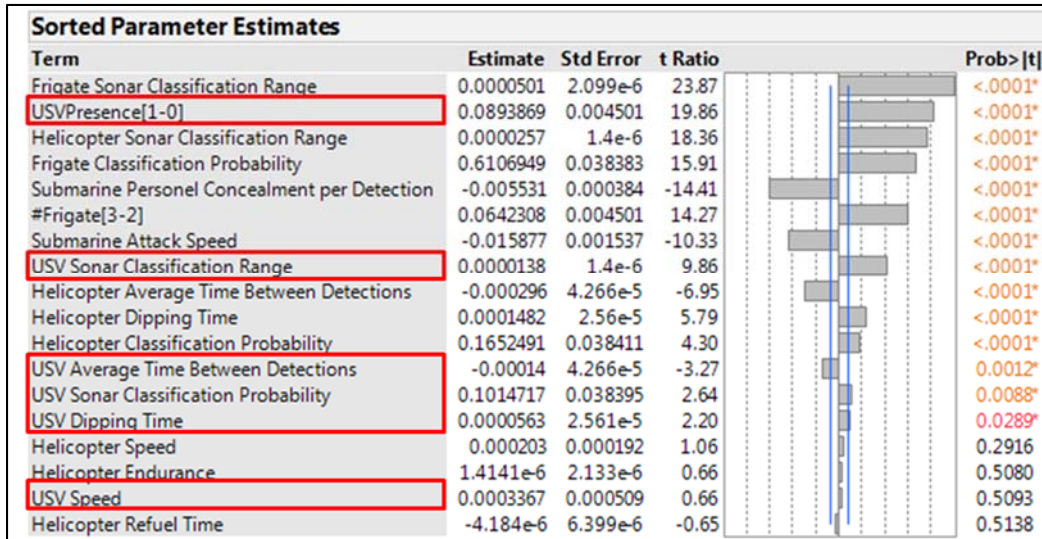 Sorted Parameter Estimates
Term Estimate Std Error t Ratio Prob>|t|
Frigate Sonar Classification Range 0.0000501 2.099e-6 23.87 <.0001*
USVPresence[1-0] 0.0893869 0.004501 19.86 <.0001*
Helicopter Sonar Classification Range 0.0000257 1.4e-6 18.36 <.0001*
Frigate Classification Probability 0.6106949 0.038383 15.91 <.0001*
Submarine Personel Concealment per Detection -0.005531 0.000384 -14.41 <.0001*
#Frigate[3-2] 0.0642308 0.004501 14.27 <.0001*
Submarine Attack Speed -0.015877 0.001537 -10.33 <.0001*
USV Sonar Classification Range 0.0000138 1.4e-6 9.86 <.0001*
Helicopter Average Time Between Detections -0.000296 4.266e-5 -6.95 <.0001*
Helicopter Dipping Time 0.0001482 2.56e-5 5.79 <.0001*
Helicopter Classification Probability 0.1652491 0.038411 4.30 <.0001*
USV Average Time Between Detections -0.00014 4.266e-5 -3.27 0.0012*
USV Sonar Classification Probability 0.1014717 0.038395 2.64 0.0088*
USV Dipping Time 0.0000563 2.561e-5 2.20 0.0289*
Helicopter Speed 0.000203 0.000192 1.06 0.2916
Helicopter Endurance 1.4141e-6 2.133e-6 0.66 0.5080
USV Speed 0.0003367 0.000509 0.66 0.5093
Helicopter Refuel Time -4.184e-6 6.399e-6 -0.65 0.5138